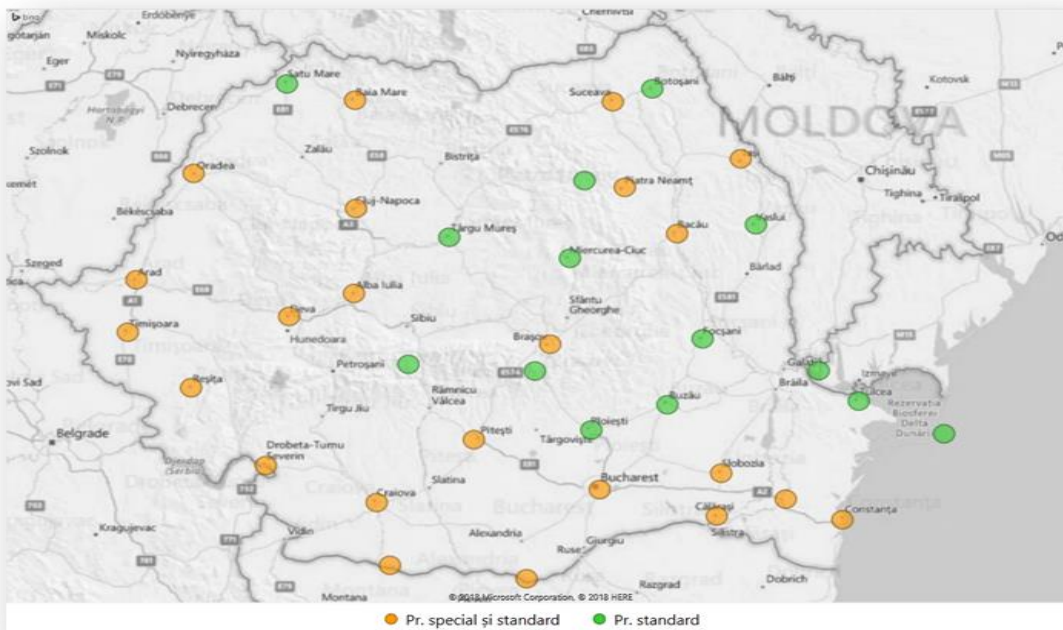 bing
Erdőbénye
Chernivtsi
Miskolc
Nyíregyháza
Eger
Debrecen
Satu Mare
Baia Mare
Suceava
Botoșani
Bălți
Kotovsk
MOLDOVA
Szolnok
Zalău
Bistrița
Chișinău
Tighina
Tiraspol
Oradea
Piatra Neamț
Cluj-Napoca
Békéscsaba
Târgu Mureș
Bacău
Vaslui
Miercurea-Ciuc
Szeged
Bârlad
Arad
Alba Iulia
Deva
Sfântu
Gheorghe
Timișoara
Hunedoara
Sibiu
Brașov
Focșani
Petroșani
Galați
Izmayil
Reșița
Râmnicu
Vâlcea
Brăila
Tulcea
Rezervația
Biosferei
Delta
Dunării
Buzău
Tirgu Jiu
Ploiești
Târgoviște
Belgrade
Pitești
Drobeta-Turnu
Severin
Slobozia
Slatina
Bucharest
Craiova
Călărași
Constanța
Kragujevac
Vidin
Alexandria
Giurgiu
Ruse
Silistra
Montana
Razgrad
Dobrich
© 2018 Microsoft Corporation, © 2018 HERE
Pr. special și standard
Pr. standard